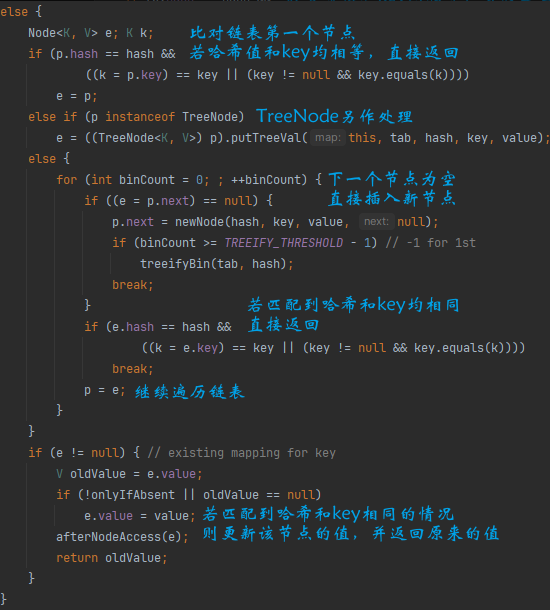 else {
Node<K, V> e; K k; 比对链表第一个节点
if (p.hash == hash && 若哈希值和key均相等，直接返回
((k = p.key) == key || (key != null && key.equals(k))))
e = p;
else if (p instanceof TreeNode) TreeNode另作处理
e = ((TreeNode<K, V>) p).putTreeVal( map: this, tab, hash, key, value);
else {
for (int binCount = 0; ; ++binCount) { 下一个节点为空
if ((e = p.next) == null) { 直接插入新节点
p.next = newNode(hash, key, value, next: null);
if (binCount >= TREEIFY_THRESHOLD - 1) // -1 for 1st
treeifyBin(tab, hash);
break;
} 若匹配到哈希和key均相同
if (e.hash == hash && 直接返回
((k = e.key) == key || (key != null && key.equals(k))))
break;
p = e; 继续遍历链表
}
}
if (e != null) { // existing mapping for key
V oldValue = e.value;
if (!onlyIfAbsent || oldValue == null)
e.value = value; 若匹配到哈希和key相同的情况
afterNodeAccess(e); 则更新该节点的值，并返回原来的值
return oldValue;
}
}